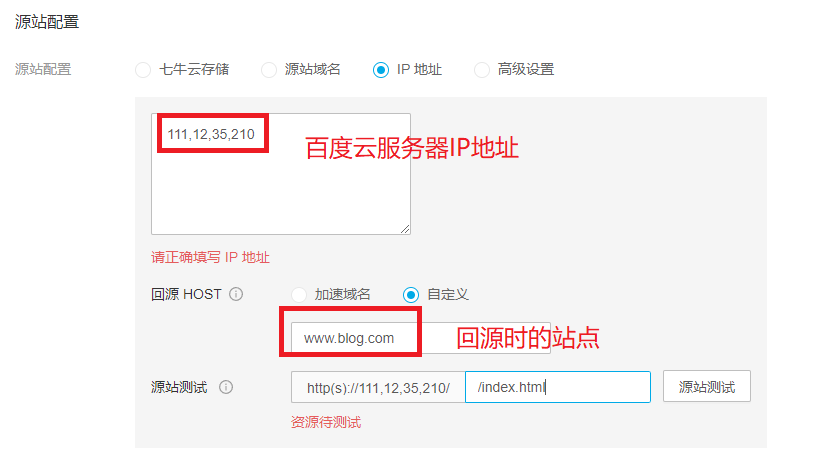 源站配置
源站配置 七牛云存储 源站域名 IP 地址 高级设置
111,12,35,210
百度云服务器IP地址
请正确填写 IP 地址
回源 HOST 加速域名 自定义
www.blog.com 回源时的站点
源站测试 http(s)://111,12,35,210/ /index.html 源站测试
资源待测试